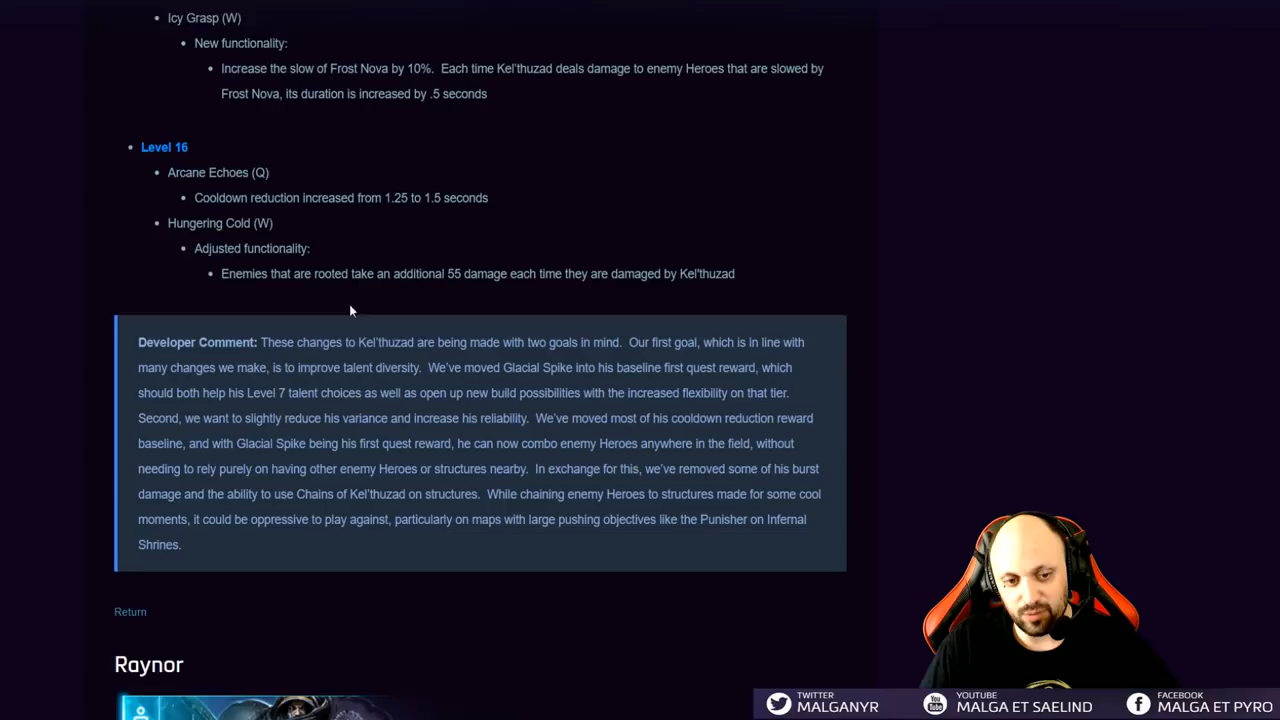 Icy Grasp (W)
New functionality:
Increase the slow of Frost Nova by 10%.  Each time Kel'thuzad deals damage to enemy Heroes that are slowed by
Frost Nova, its duration is increased by .5 seconds
Level 16
Arcane Echoes (Q)
Cooldown reduction increased from 1.25 to 1.5 seconds
Hungering Cold (W)
Adjusted functionality:
Enemies that are rooted take an additional 55 damage each time they are damaged by Kel'thuzad
Developer Comment: These changes to Kel'thuzad are being made with two goals in mind.  Our first goal, which is in line with
many changes we make, is to improve talent diversity.  We've moved Glacial Spike into his baseline first quest reward, which
should both help his Level 7 talent choices as well as open up new build possibilities with the increased flexibility on that tier.
Second, we want to slightly reduce his variance and increase his reliability.  We've moved most of his cooldown reduction reward
baseline, and with Glacial Spike being his first quest reward, he can now combo enemy Heroes anywhere in the field, without
needing to rely purely on having other enemy Heroes or structures nearby.  In exchange for this, we've removed some of his burst
damage and the ability to use Chains of Kel'thuzad on structures.  While chaining enemy Heroes to structures made for some cool
moments, it could be oppressive to play against, particularly on maps with large pushing objectives like the Punisher on Infernal
Shrines.
Return
Raynor
TWITTER
MALGANYR
YOUTUBE
MALGA ET SAELIND
FACEBOOK
MALGA ET PYRO